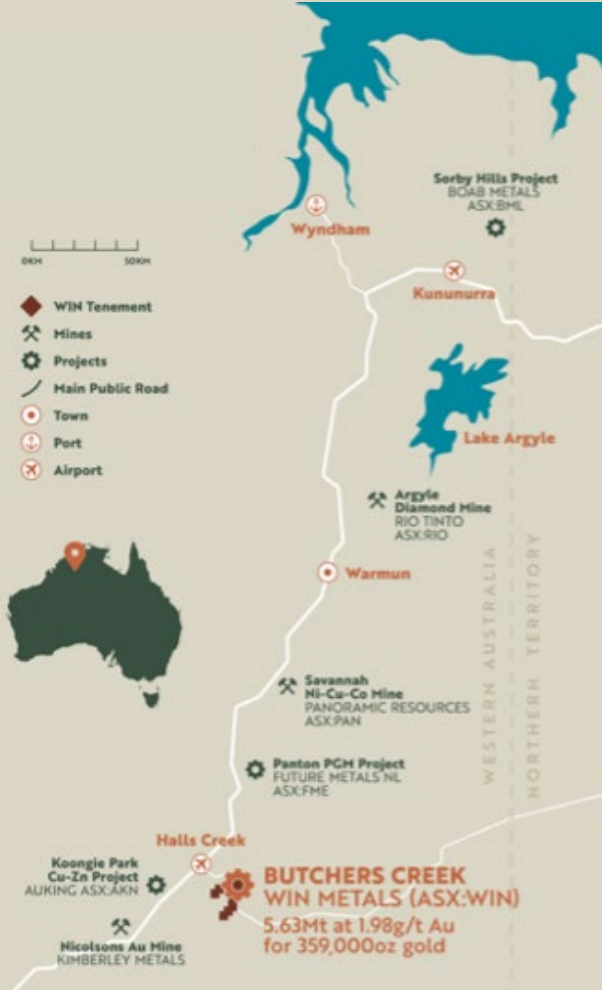 Sorby Hills Project
BOAB METALS
ASX:BML
Wyndham
Kununurra
0KM
50KM
WIN Tenement
Mines
Projects
Main Public Road
Town
Port
Airport
Lake Argyle
Argyle
Diamond Mine
RIO TINTO
ASX:RIO
Warmun
WESTERN AUSTRALIA
NORTHERN TERRITORY
Savannah
Ni-Cu-Co Mine
PANORAMIC RESOURCES
ASX:PAN
Panton PGM Project
FUTURE METALS NL
ASX:FME
Halls Creek
Koongie Park
Cu-Zn Project
AUKING ASX:AKN
BUTCHERS CREEK
WIN METALS (ASX:WIN)
5.63Mt at 1.98g/t Au
for 359,000oz gold
Nicolsons Au Mine
KIMBERLEY METALS